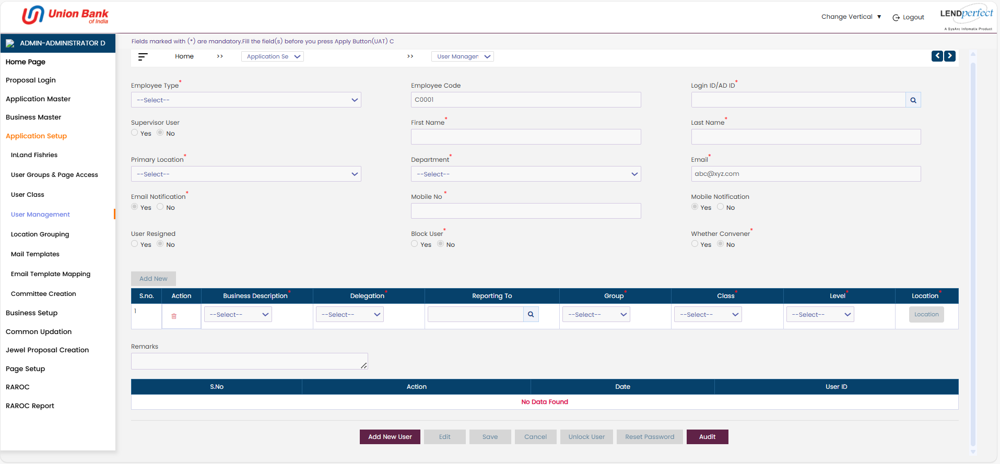 Union Bank
of India
Change Vertical ▼
Logout
LENDperfect
A SysArc Infomatix Product
ADMIN-ADMINISTRATOR D
Fields marked with (*) are mandatory.Fill the field(s) before you press Apply Button(UAT) C
Home >> Application Se >> User Managen
Home Page
Proposal Login
Application Master
Business Master
Application Setup
InLand Fishries
User Groups & Page Access
User Class
User Management
Location Grouping
Mail Templates
Email Template Mapping
Committee Creation
Business Setup
Common Updation
Jewel Proposal Creation
Page Setup
RAROC
RAROC Report
Employee Type* Employee Code Login ID/AD ID*
--Select-- C0001
Supervisor User First Name* Last Name*
Yes No
Primary Location* Department* Email*
--Select-- --Select-- abc@xyz.com
Email Notification* Mobile No * Mobile Notification
Yes No Yes No
User Resigned Block User* Whether Convener*
Yes No Yes No Yes No
Add New
S.no. Action Business Description* Delegation* Reporting To Group* Class* Level* Location*
1 --Select-- --Select-- --Select-- --Select-- --Select-- Location
Remarks
S.No Action Date User ID
No Data Found
Add New User Edit Save Cancel Unlock User Reset Password Audit